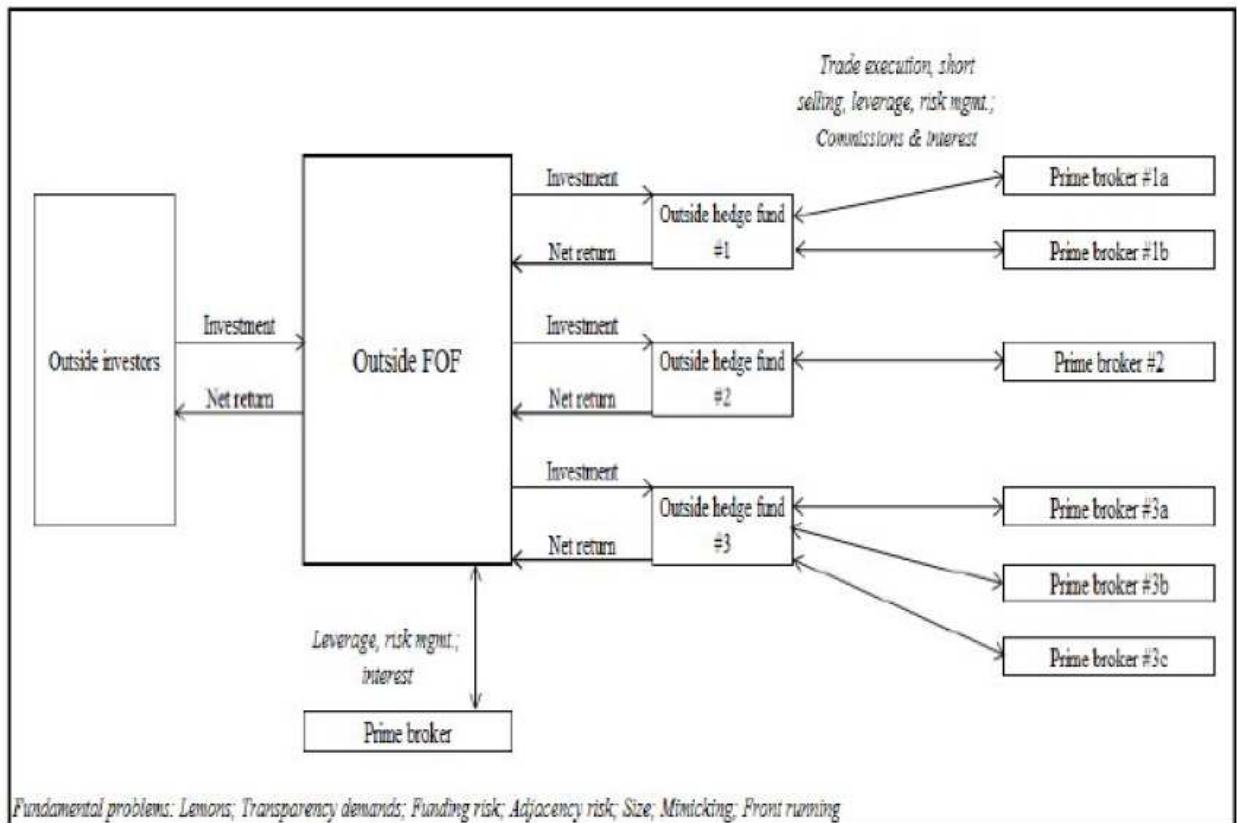 Trade execution, short
selling, leverage, risk mgmt.;
Commissions & interest
Investment
Prime broker #1a
Outside hedge fund
#1
Net return
Prime broker #1b
Investment
Outside investors
Net return
Outside FOF
Investment
Outside hedge fund
#2
Net return
Prime broker #2
Investment
Outside hedge fund
#3
Net return
Prime broker #3a
Prime broker #3b
Prime broker #3c
Leverage, risk mgmt.;
interest
Prime broker
Fundamental problems: Lemons; Transparency demands; Funding risk; Adjacency risk; Size; Mimicking; Front running